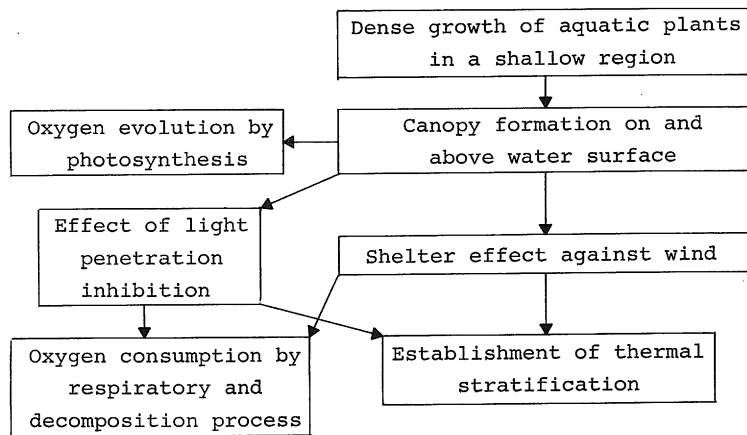 Dense growth of aquatic plants
in a shallow region
Oxygen evolution by
photosynthesis
Canopy formation on and
above water surface
Effect of light
penetration
inhibition
Shelter effect against wind
Oxygen consumption by
respiratory and
decomposition process
Establishment of thermal
stratification